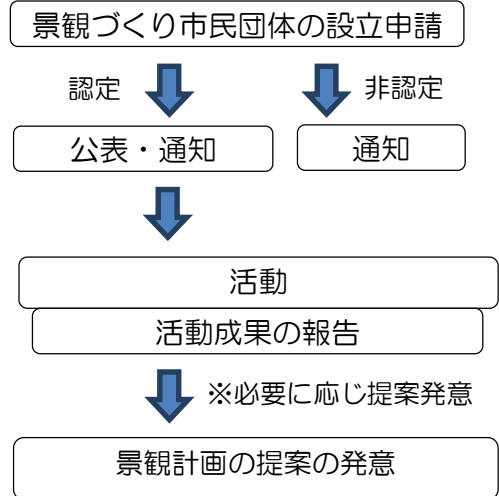 景観づくり市民団体の設立申請
認定
非認定
公表・通知
通知
活動
活動成果の報告
※必要に応じ提案発意
景観計画の提案の発意